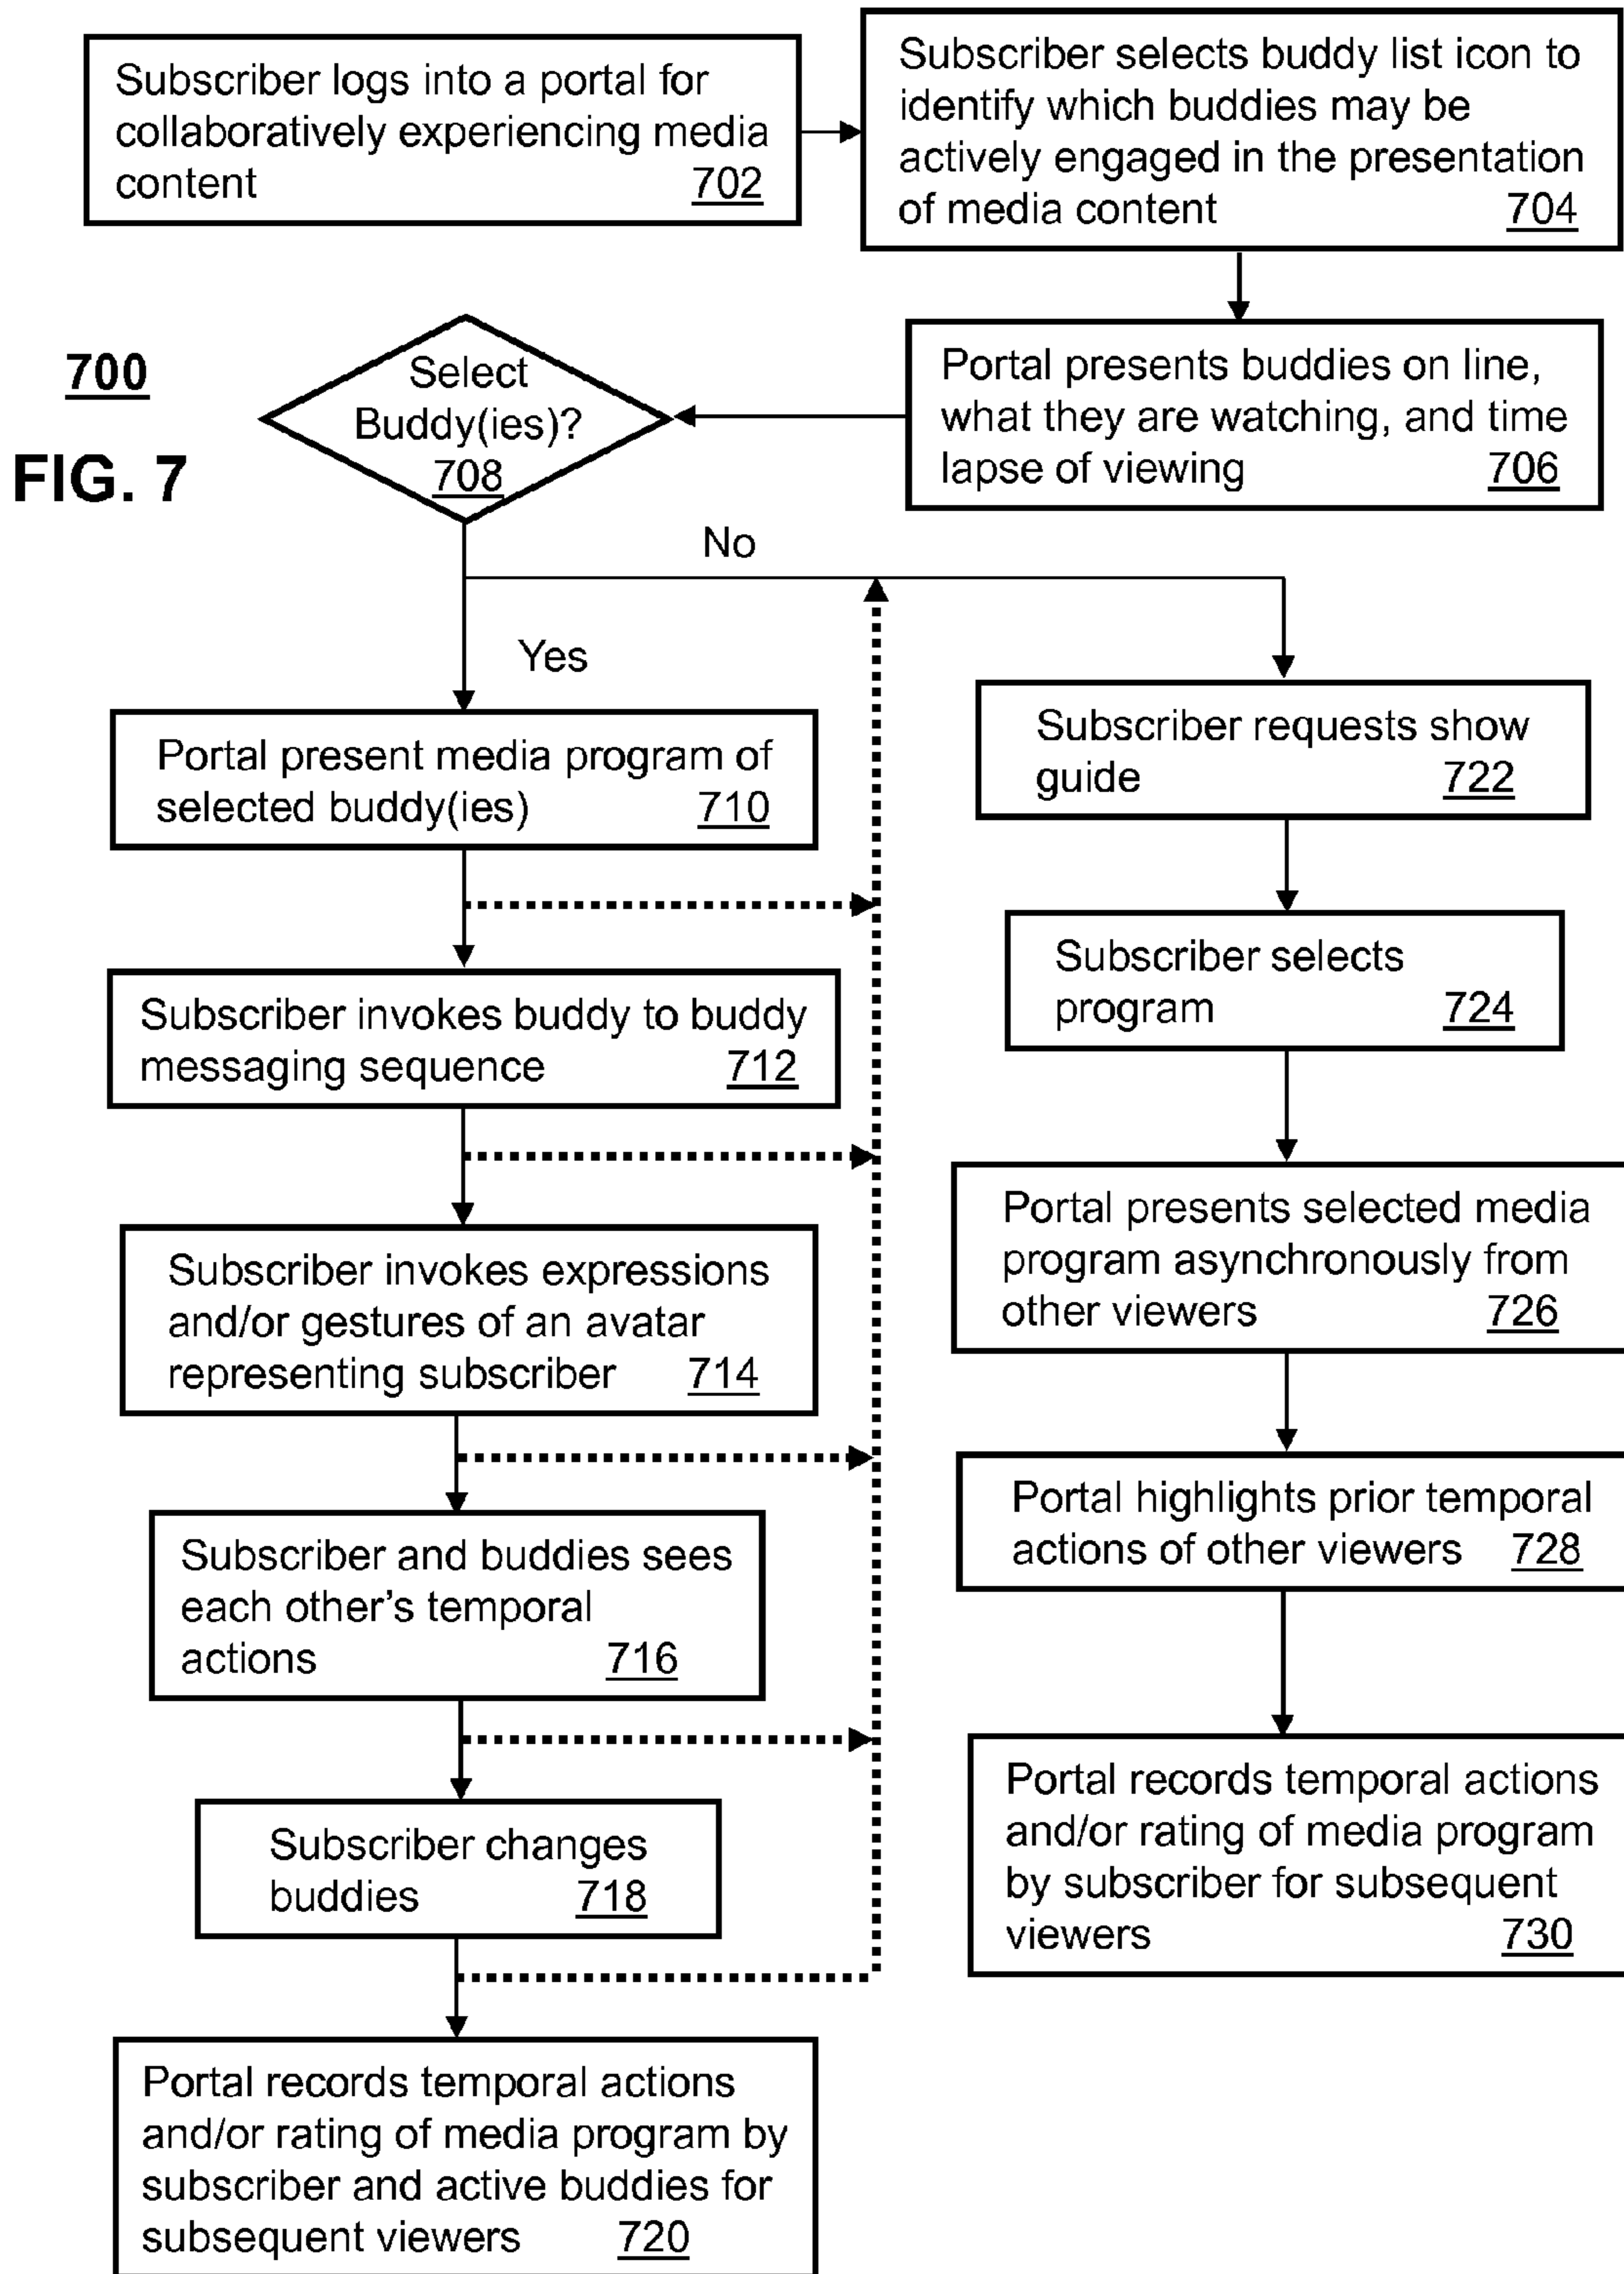 Subscriber logs into a portal for
collaboratively experiencing media
content 702
Subscriber selects buddy list icon to
identify which buddies may be
actively engaged in the presentation
of media content 704
700
FIG. 7
Select
Buddy(ies)?
708
Portal presents buddies on line,
what they are watching, and time
lapse of viewing 706
No
Yes
Portal present media program of
selected buddy(ies) 710
Subscriber invokes buddy to buddy
messaging sequence 712
Subscriber invokes expressions
and/or gestures of an avatar
representing subscriber 714
Subscriber and buddies sees
each other's temporal
actions 716
Subscriber changes
buddies 718
Portal records temporal actions
and/or rating of media program by
subscriber and active buddies for
subsequent viewers 720
Subscriber requests show
guide 722
Subscriber selects
program 724
Portal presents selected media
program asynchronously from
other viewers 726
Portal highlights prior temporal
actions of other viewers 728
Portal records temporal actions
and/or rating of media program
by subscriber for subsequent
viewers 730